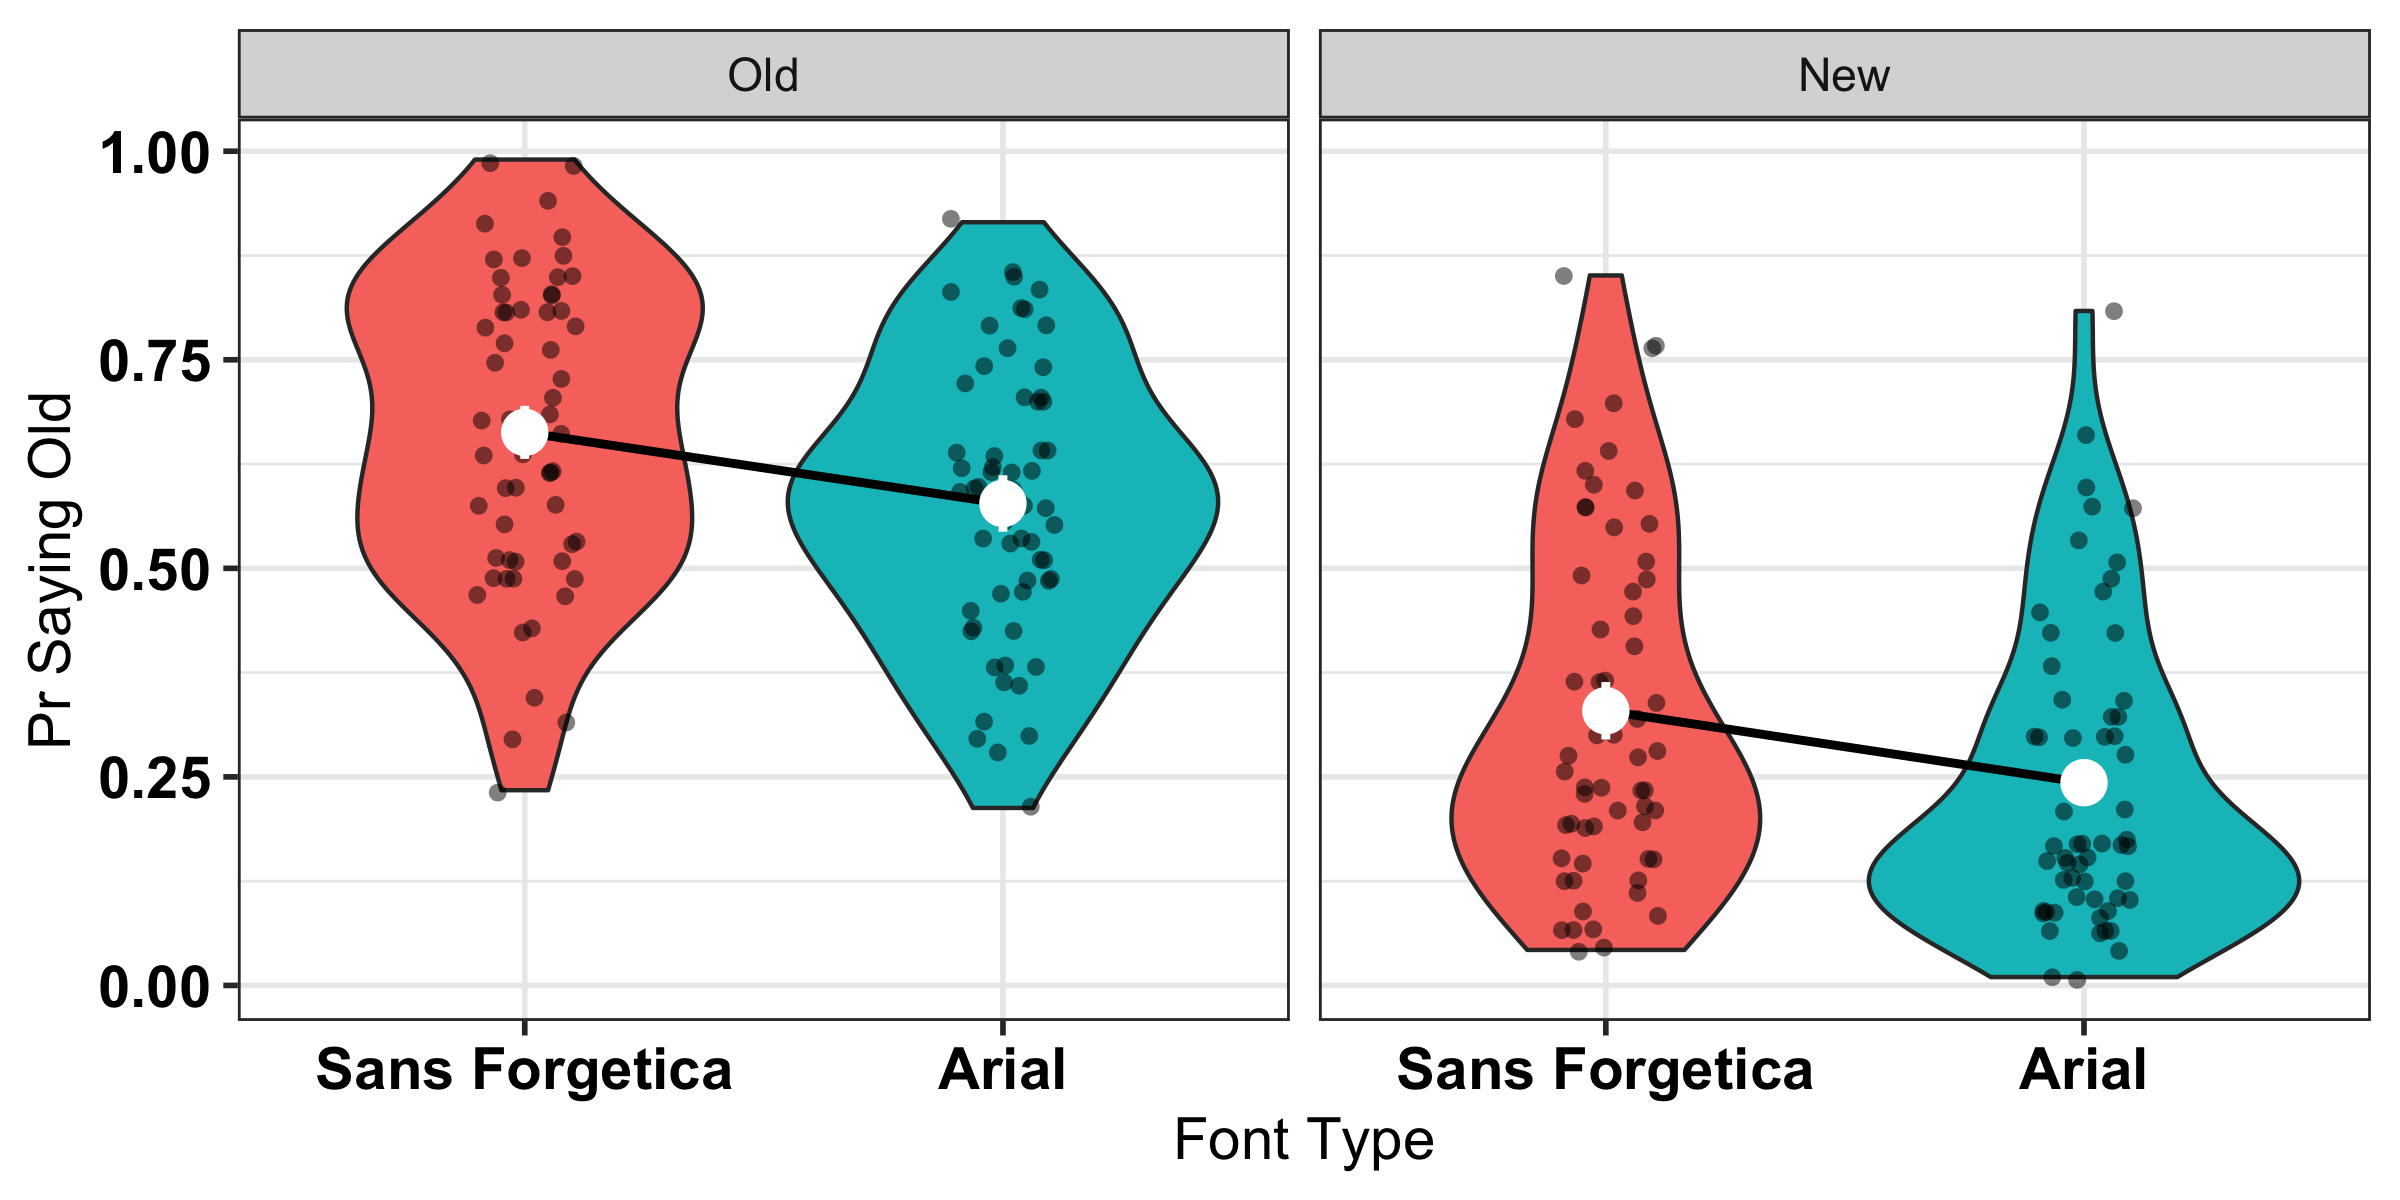 Old
New
Pr Saying Old
1.00
0.75
0.50
0.25
0.00
Sans Forgetica
Arial
Sans Forgetica
Arial
Font Type